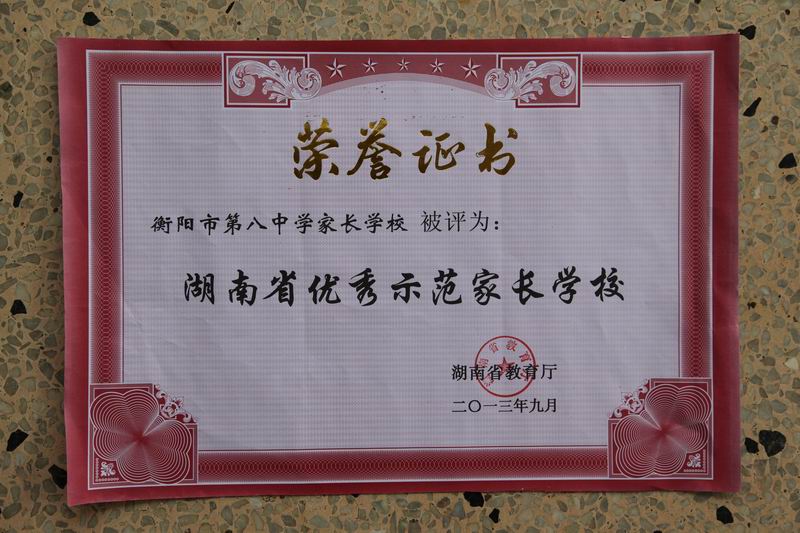 荣誉证书
衡阳市第八中学家长学校 被评为：
湖南省优秀示范家长学校
湖南省教育厅
二〇一三年九月